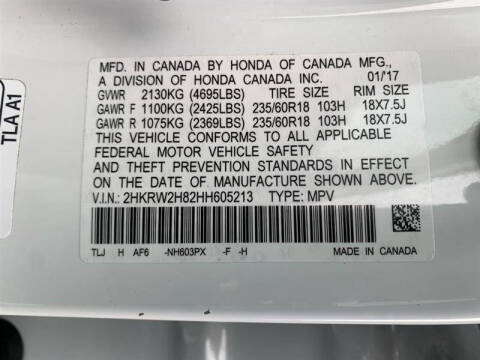 MFD. IN CANADA BY HONDA OF CANADA MFG.,
A DIVISION OF HONDA CANADA INC. 01/17
GVWR 2130KG (4695LBS) TIRE SIZE RIM SIZE
GAWR F 1100KG (2425LBS) 235/60R18 103H 18X7.5J
GAWR R 1075KG (2369LBS) 235/60R18 103H 18X7.5J
THIS VEHICLE CONFORMS TO ALL APPLICABLE
FEDERAL MOTOR VEHICLE SAFETY
AND THEFT PREVENTION STANDARDS IN EFFECT
ON THE DATE OF MANUFACTURE SHOWN ABOVE.
V.I.N.: 2HKRW2H82HH605213 TYPE: MPV
TLJ H AF6 -NH603PX -F -H MADE IN CANADA
TLA A1